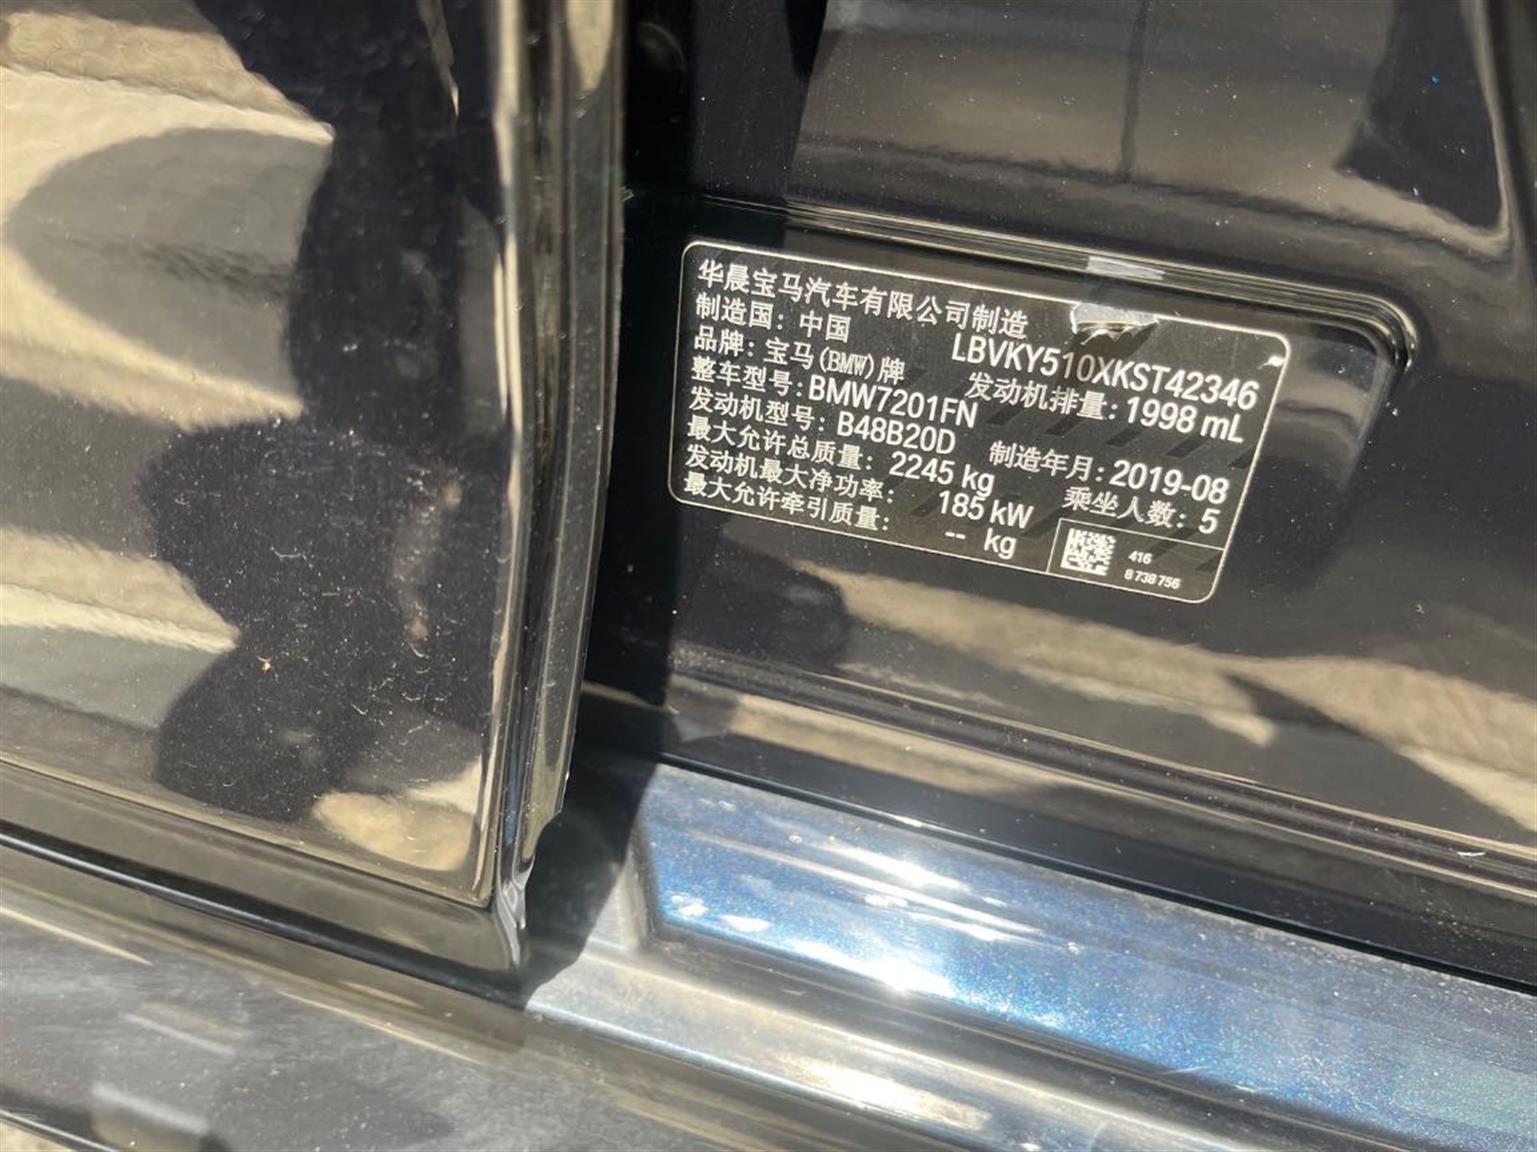 华晨宝马汽车有限公司制造
制造国：中国
LBVKY510XKST42346
品牌：宝马(BMW)牌
发动机排量：1998 mL
整车型号：BMW7201FN
发动机型号：B48B20D
制造年月：2019-08
最大允许总质量：2245 kg
乘坐人数：5
发动机最大净功率：185 kW
最大允许牵引质量：-- kg
416
8 738 756